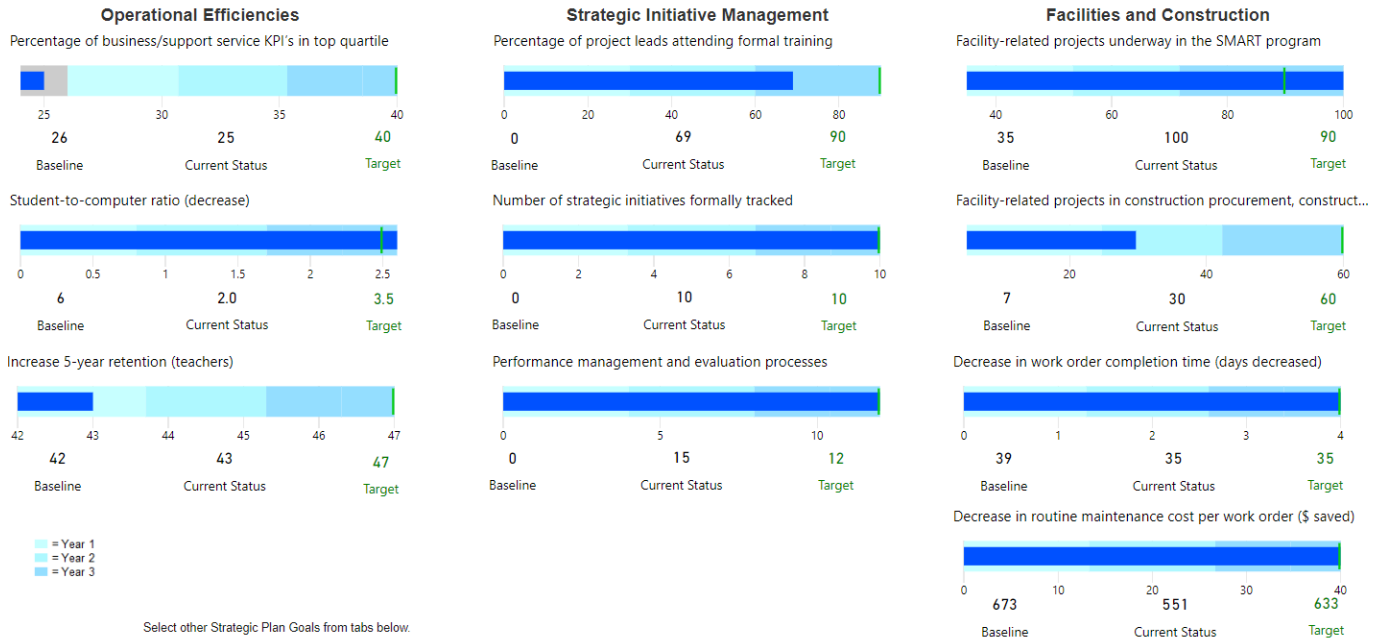 Operational Efficiencies
Percentage of business/support service KPI's in top quartile
25 30 35 40
26 25 40
Baseline Current Status Target
Student-to-computer ratio (decrease)
0 0.5 1 1.5 2 2.5
6 2.0 3.5
Baseline Current Status Target
Increase 5-year retention (teachers)
42 43 44 45 46 47
42 43 47
Baseline Current Status Target
= Year 1
= Year 2
= Year 3
Select other Strategic Plan Goals from tabs below.
Strategic Initiative Management
Percentage of project leads attending formal training
0 20 40 60 80
0 69 90
Baseline Current Status Target
Number of strategic initiatives formally tracked
0 2 4 6 8 10
0 10 10
Baseline Current Status Target
Performance management and evaluation processes
0 5 10
0 15 12
Baseline Current Status Target
Facilities and Construction
Facility-related projects underway in the SMART program
40 60 80 100
35 100 90
Baseline Current Status Target
Facility-related projects in construction procurement, construct...
20 40 60
7 30 60
Baseline Current Status Target
Decrease in work order completion time (days decreased)
0 1 2 3 4
39 35 35
Baseline Current Status Target
Decrease in routine maintenance cost per work order ($ saved)
0 10 20 30 40
673 551 633
Baseline Current Status Target